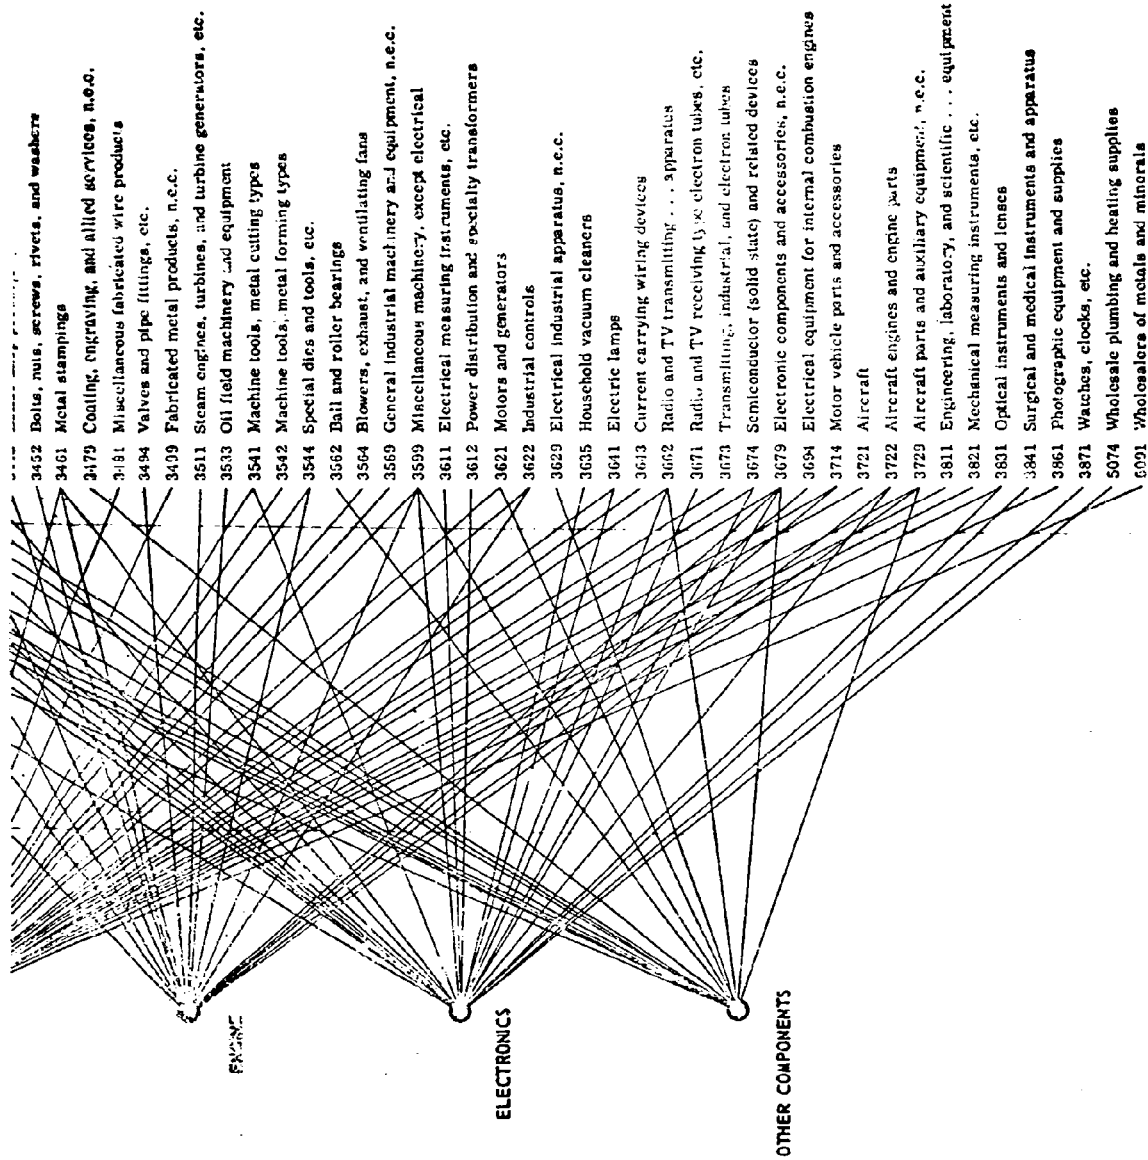 3452 Bolts, nuts, screws, rivets, and washers
3461 Metal stampings
3479 Coating, engraving, and allied services, n.e.c.
3481 Miscellaneous fabricated wire products
3494 Valves and pipe fittings, etc.
3499 Fabricated metal products, n.e.c.
3511 Steam engines, turbines, and turbine generators, etc.
3533 Oil field machinery and equipment
3541 Machine tools, metal cutting types
3542 Machine tools, metal forming types
3544 Special dies and tools, etc.
3562 Ball and roller bearings
3564 Blowers, exhaust, and ventilating fans
3569 General industrial machinery and equipment, n.e.c.
3599 Miscellaneous machinery, except electrical
3611 Electrical measuring instruments, etc.
3612 Power distribution and specialty transformers
3621 Motors and generators
3622 Industrial controls
3629 Electrical industrial apparatus, n.e.c.
3635 Household vacuum cleaners
3641 Electric lamps
3643 Current carrying wiring devices
3662 Radio and TV transmitting . . . apparatus
3671 Radio and TV receiving type electron tubes, etc.
3673 Transmitting, industrial, and electron tubes
3674 Semiconductor (solid state) and related devices
3679 Electronic components and accessories, n.e.c.
3694 Electrical equipment for internal combustion engines
3714 Motor vehicle parts and accessories
3721 Aircraft
3722 Aircraft engines and engine parts
3729 Aircraft parts and auxiliary equipment, n.e.c.
3811 Engineering, laboratory, and scientific . . . equipment
3821 Mechanical measuring instruments, etc.
3831 Optical instruments and lenses
3841 Surgical and medical instruments and apparatus
3861 Photographic equipment and supplies
3871 Watches, clocks, etc.
5074 Wholesale plumbing and heating supplies
5091 Wholesalers of metals and minerals
ENGINE
ELECTRONICS
OTHER COMPONENTS